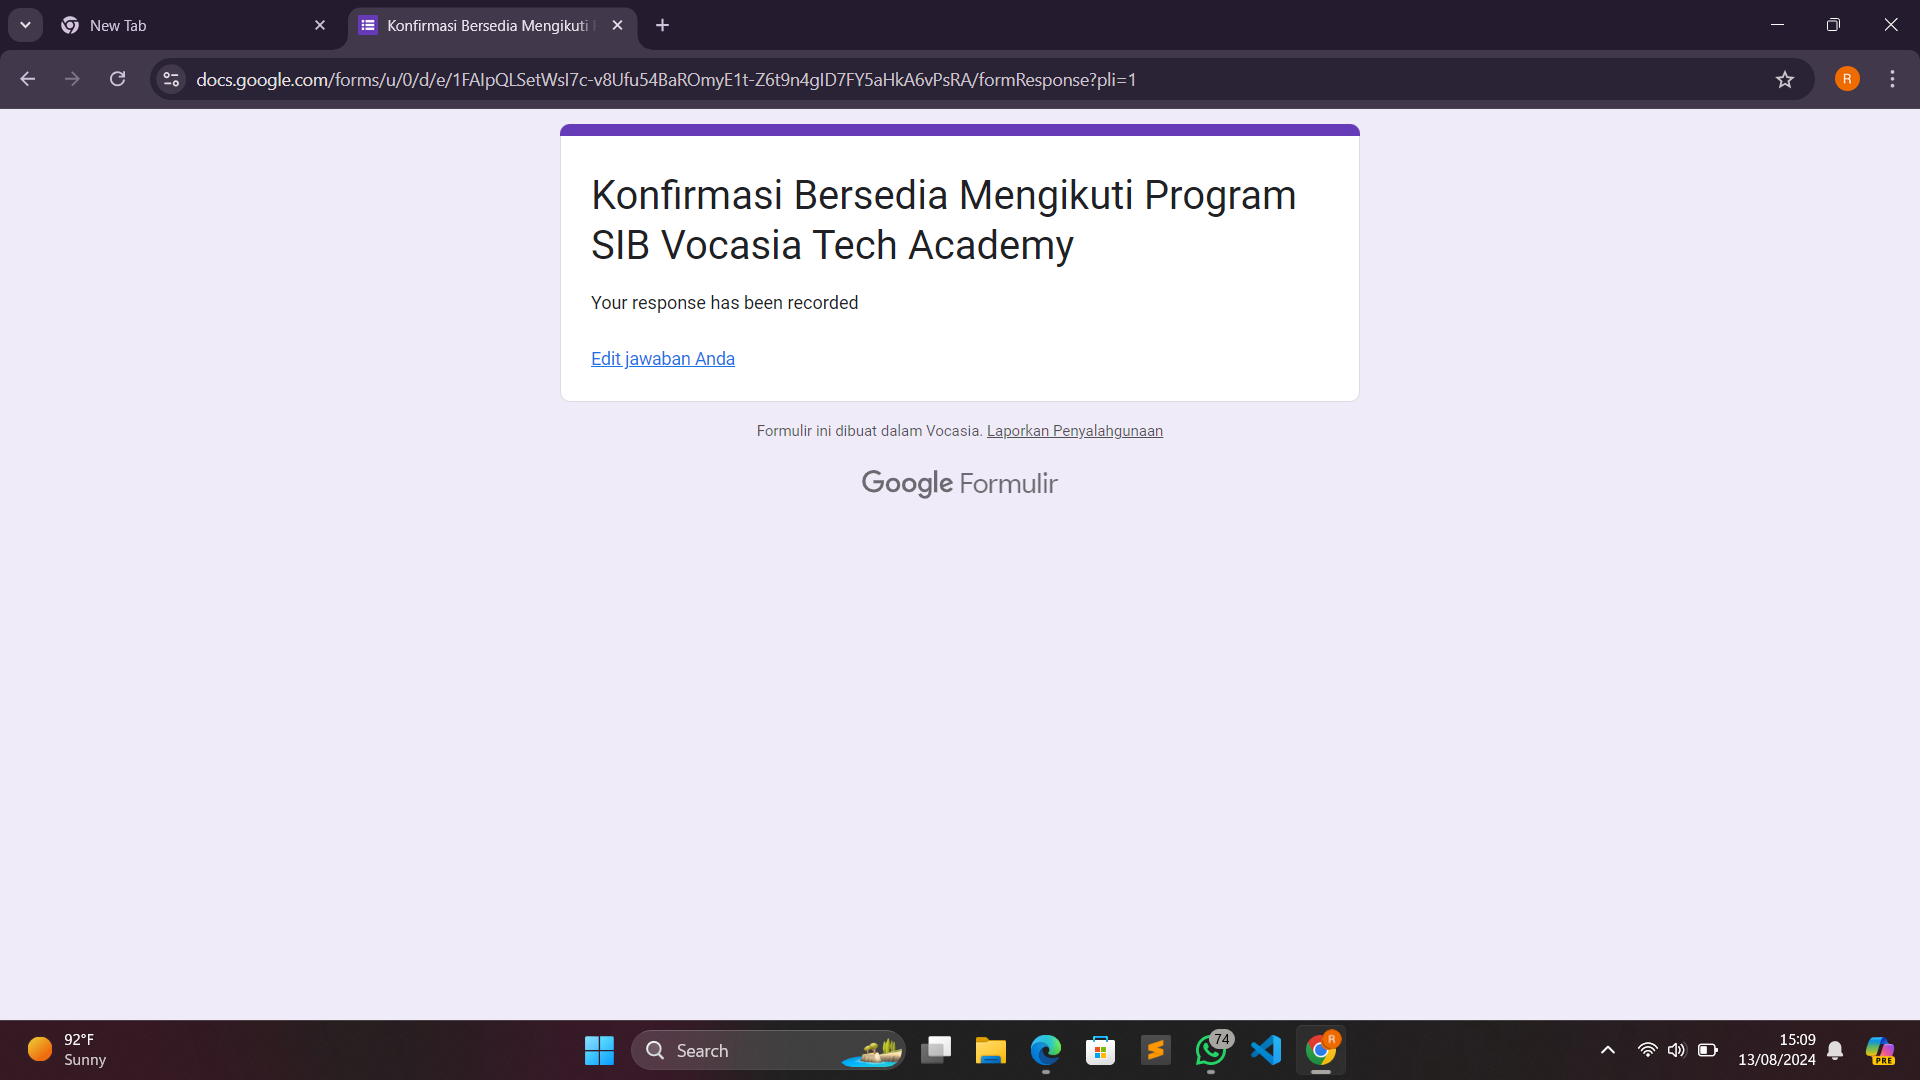 New Tab
Konfirmasi Bersedia Mengikuti
docs.google.com/forms/u/0/d/e/1FAIpQLSetWsI7c-v8Ufu54BaROmyE1t-Z6t9n4gID7FY5aHkA6vPsRA/formResponse?pli=1
R
Konfirmasi Bersedia Mengikuti Program
SIB Vocasia Tech Academy
Your response has been recorded
Edit jawaban Anda
Formulir ini dibuat dalam Vocasia. Laporkan Penyalahgunaan
Google Formulir
92°F
Sunny
Search
74
R
15:09
13/08/2024
PRE